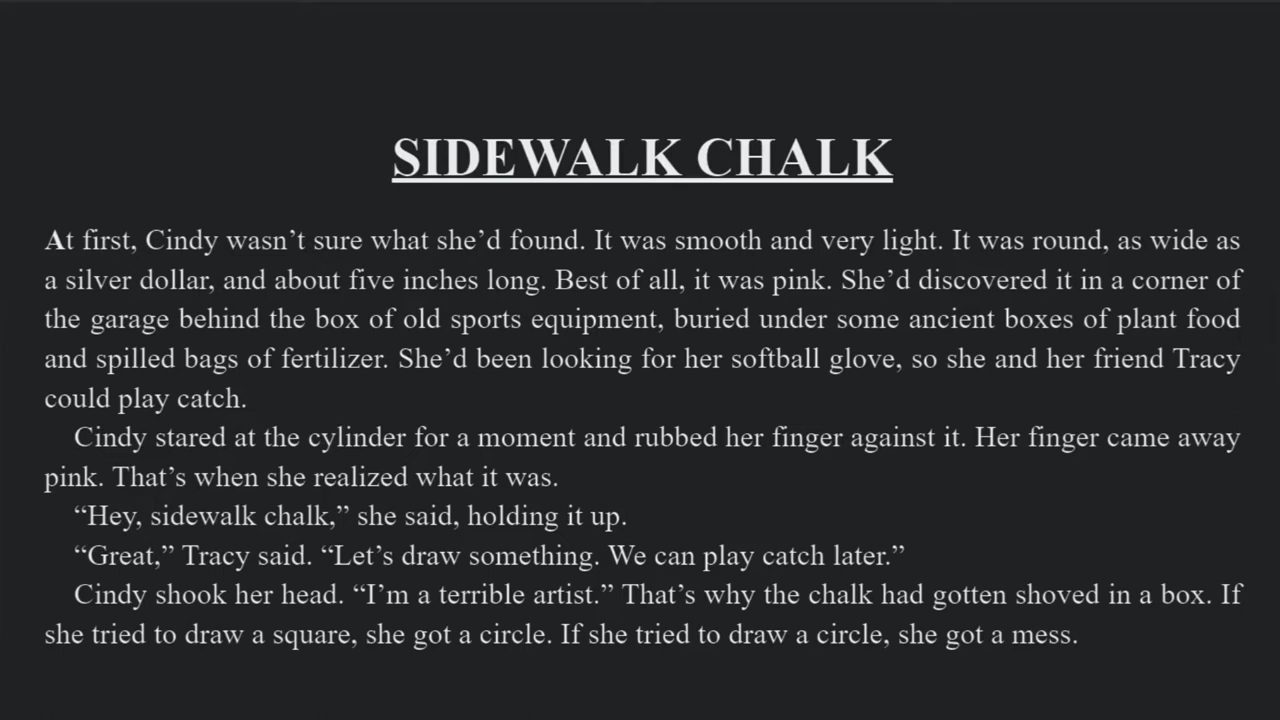 SIDEWALK CHALK
At first, Cindy wasn’t sure what she’d found. It was smooth and very light. It was round, as wide as
a silver dollar, and about five inches long. Best of all, it was pink. She’d discovered it in a corner of
the garage behind the box of old sports equipment, buried under some ancient boxes of plant food
and spilled bags of fertilizer. She’d been looking for her softball glove, so she and her friend Tracy
could play catch.
Cindy stared at the cylinder for a moment and rubbed her finger against it. Her finger came away
pink. That’s when she realized what it was.
“Hey, sidewalk chalk,” she said, holding it up.
“Great,” Tracy said. “Let’s draw something. We can play catch later.”
Cindy shook her head. “I’m a terrible artist.” That’s why the chalk had gotten shoved in a box. If
she tried to draw a square, she got a circle. If she tried to draw a circle, she got a mess.